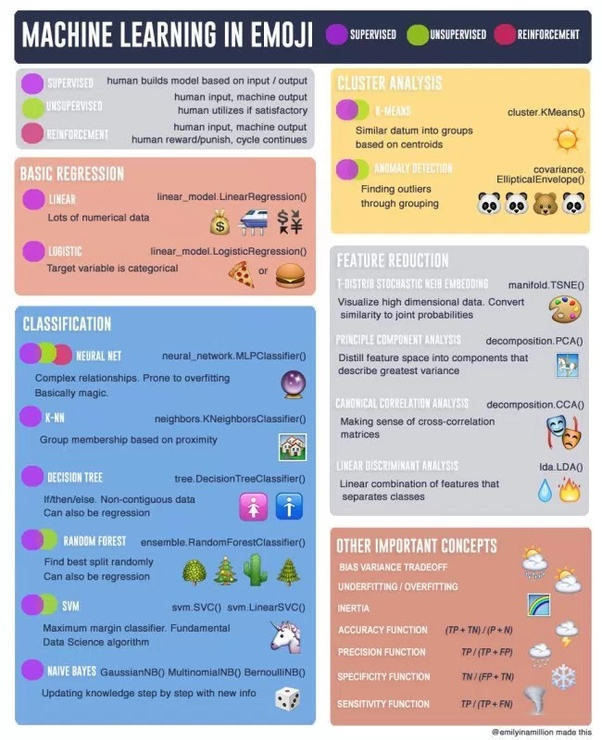 MACHINE LEARNING IN EMOJI
SUPERVISED
UNSUPERVISED
REINFORCEMENT
SUPERVISED human builds model based on input / output
UNSUPERVISED human input, machine output
human utilizes if satisfactory
REINFORCEMENT human input, machine output
human reward/punish, cycle continues
BASIC REGRESSION
LINEAR linear_model.LinearRegression()
Lots of numerical data
LOGISTIC linear_model.LogisticRegression()
Target variable is categorical
or
CLASSIFICATION
NEURAL NET neural_network.MLPClassifier()
Complex relationships. Prone to overfitting
Basically magic.
K-NN neighbors.KNeighborsClassifier()
Group membership based on proximity
DECISION TREE tree.DecisionTreeClassifier()
If/then/else. Non-contiguous data
Can also be regression
RANDOM FOREST ensemble.RandomForestClassifier()
Find best split randomly
Can also be regression
SVM svm.SVC() svm.LinearSVC()
Maximum margin classifier. Fundamental
Data Science algorithm
NAIVE BAYES GaussianNB() MultinomialNB() BernoulliNB()
Updating knowledge step by step with new info
CLUSTER ANALYSIS
K-MEANS cluster.KMeans()
Similar datum into groups
based on centroids
ANOMALY DETECTION covariance.
EllipticalEnvelope()
Finding outliers
through grouping
FEATURE REDUCTION
T-DISTRIB STOCHASTIC NEIB EMBEDDING manifold.TSNE()
Visualize high dimensional data. Convert
similarity to joint probabilities
PRINCIPLE COMPONENT ANALYSIS decomposition.PCA()
Distill feature space into components that
describe greatest variance
CANONICAL CORRELATION ANALYSIS decomposition.CCA()
Making sense of cross-correlation
matrices
LINEAR DISCRIMINANT ANALYSIS lda.LDA()
Linear combination of features that
separates classes
OTHER IMPORTANT CONCEPTS
BIAS VARIANCE TRADEOFF
UNDERFITTING / OVERFITTING
INERTIA
ACCURACY FUNCTION (TP + TN) / (P + N)
PRECISION FUNCTION TP / (TP + FP)
SPECIFICITY FUNCTION TN / (FP + TN)
SENSITIVITY FUNCTION TP / (TP + FN)
@emilyinamillion made this